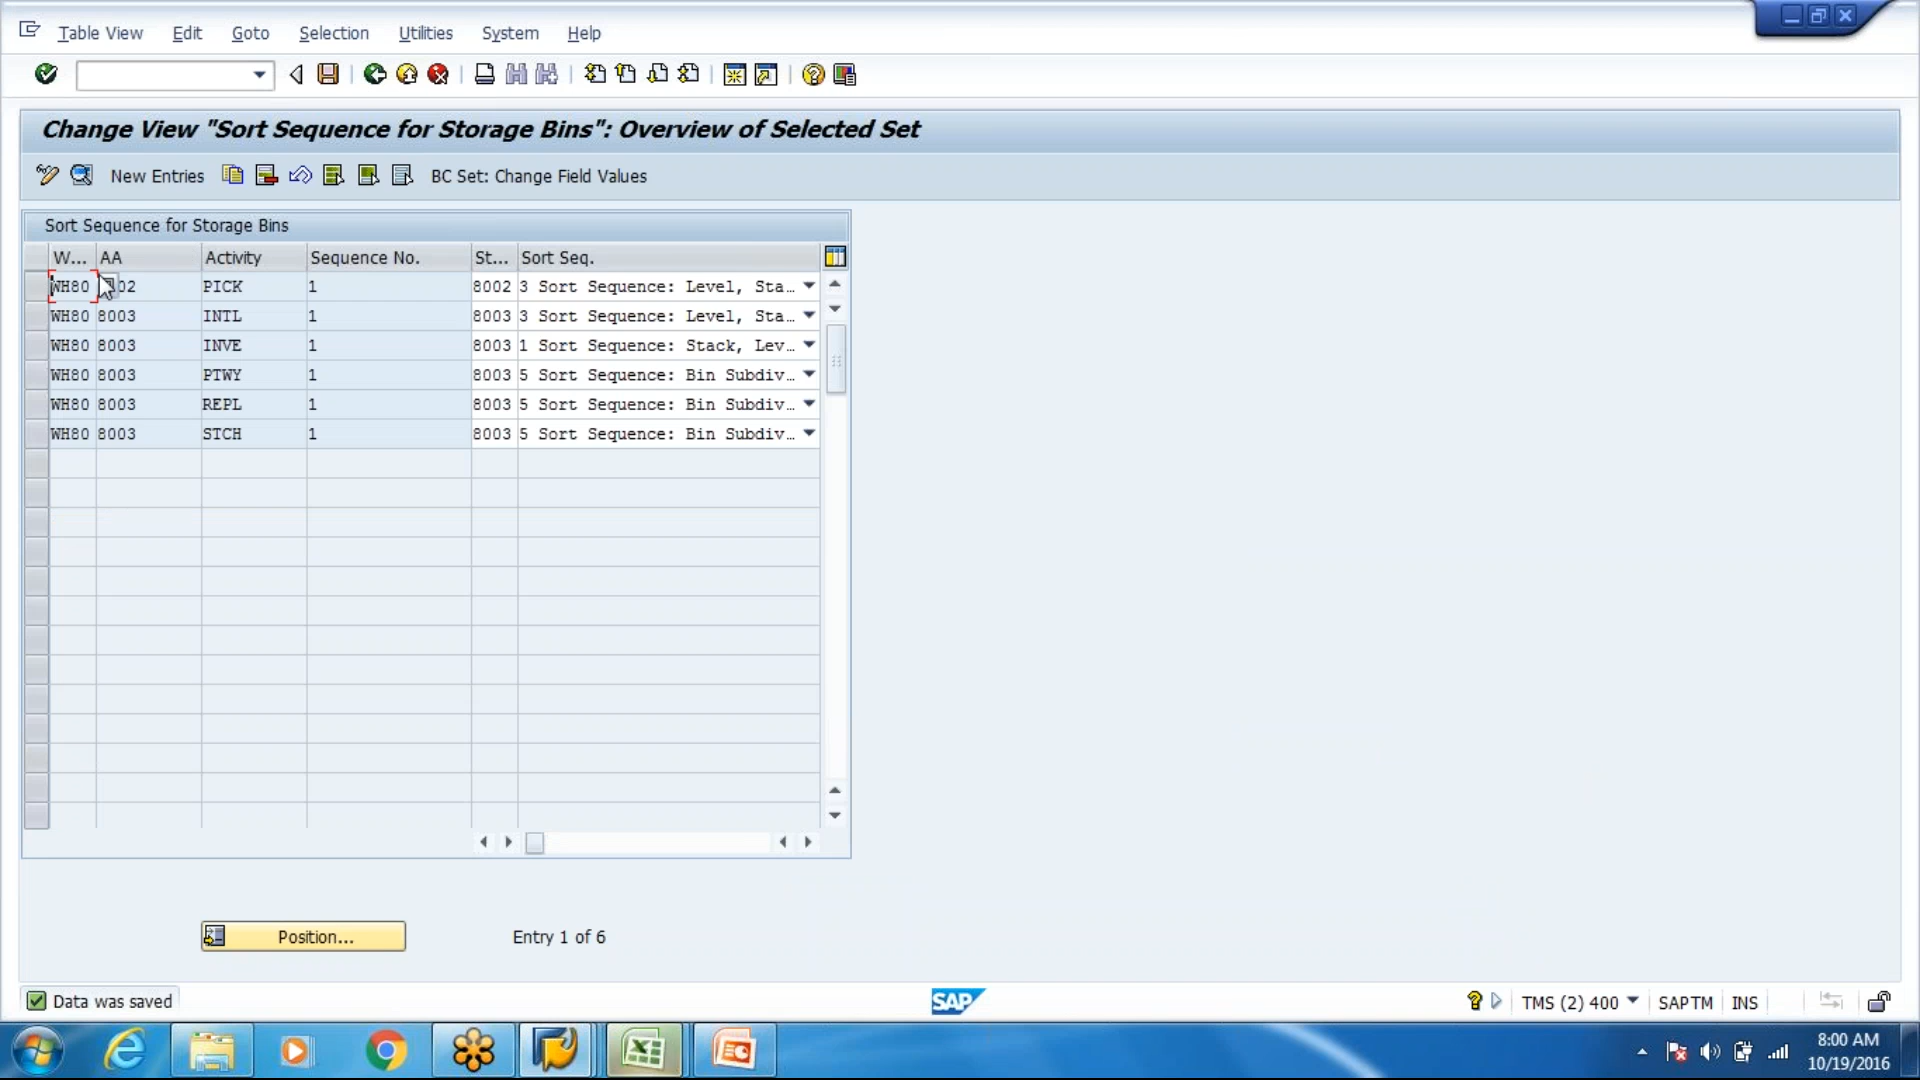 Table View Edit Goto Selection Utilities System Help
Change View "Sort Sequence for Storage Bins": Overview of Selected Set
New Entries BC Set: Change Field Values
Sort Sequence for Storage Bins
W... AA Activity Sequence No. St... Sort Seq.
WH80 02 PICK 1 8002 3 Sort Sequence: Level, Sta...
WH80 8003 INTL 1 8003 3 Sort Sequence: Level, Sta...
WH80 8003 INVE 1 8003 1 Sort Sequence: Stack, Lev...
WH80 8003 PTWY 1 8003 5 Sort Sequence: Bin Subdiv...
WH80 8003 REPL 1 8003 5 Sort Sequence: Bin Subdiv...
WH80 8003 STCH 1 8003 5 Sort Sequence: Bin Subdiv...
Position... Entry 1 of 6
Data was saved SAP TMS (2) 400 SAPTM INS
8:00 AM
10/19/2016